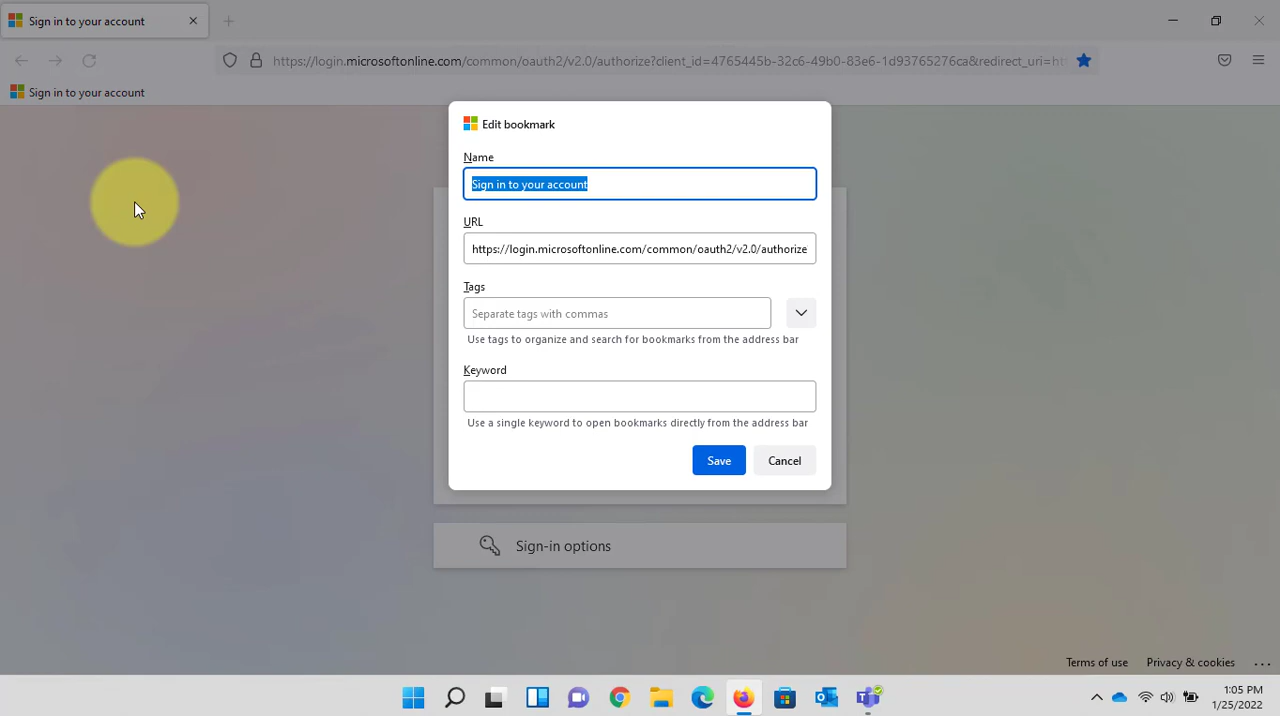 Sign in to your account
https://login.microsoftonline.com/common/oauth2/v2.0/authorize?client_id=4765445b-32c6-49b0-83e6-1d93765276ca&redirect_uri=ht
Sign in to your account
Edit bookmark
Name
Sign in to your account
URL
https://login.microsoftonline.com/common/oauth2/v2.0/authorize
Tags
Separate tags with commas
Use tags to organize and search for bookmarks from the address bar
Keyword
Use a single keyword to open bookmarks directly from the address bar
Save Cancel
Sign-in options
Terms of use Privacy & cookies ...
1:05 PM
1/25/2022